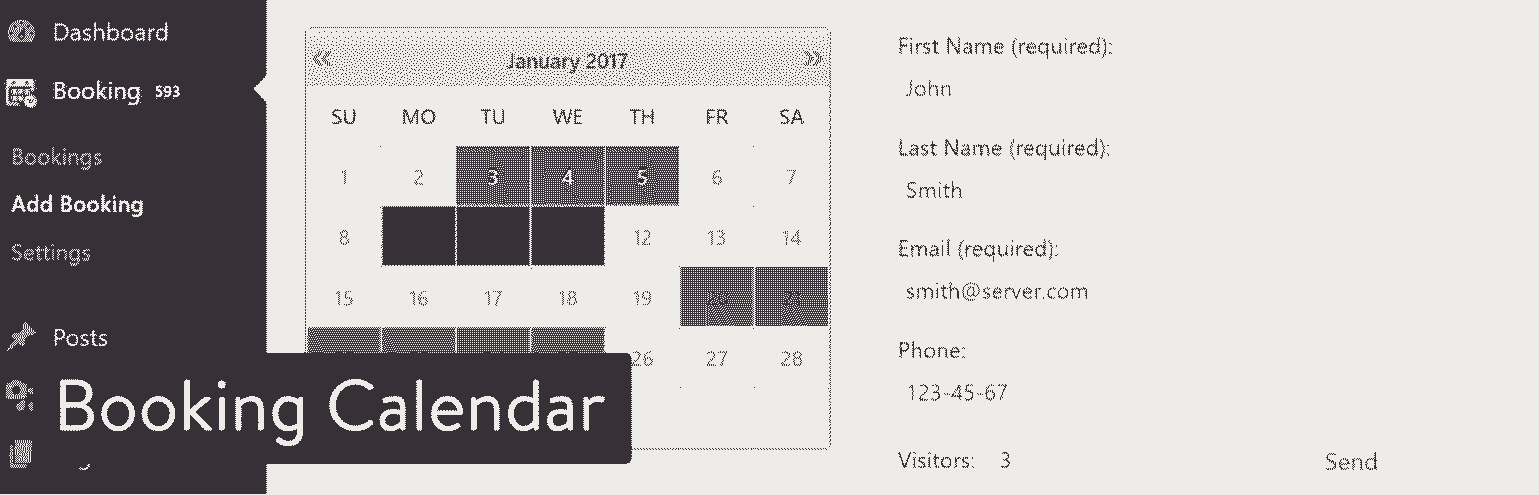 Dashboard
Booking 593
Bookings
Add Booking
Settings
Posts
Booking Calendar
« January 2017 »
SU MO TU WE TH FR SA
1 2 3 4 5 6 7
8 12 13 14
15 16 17 18 19 20 21
26 27 28
First Name (required):
John
Last Name (required):
Smith
Email (required):
smith@server.com
Phone:
123-45-67
Visitors: 3
Send